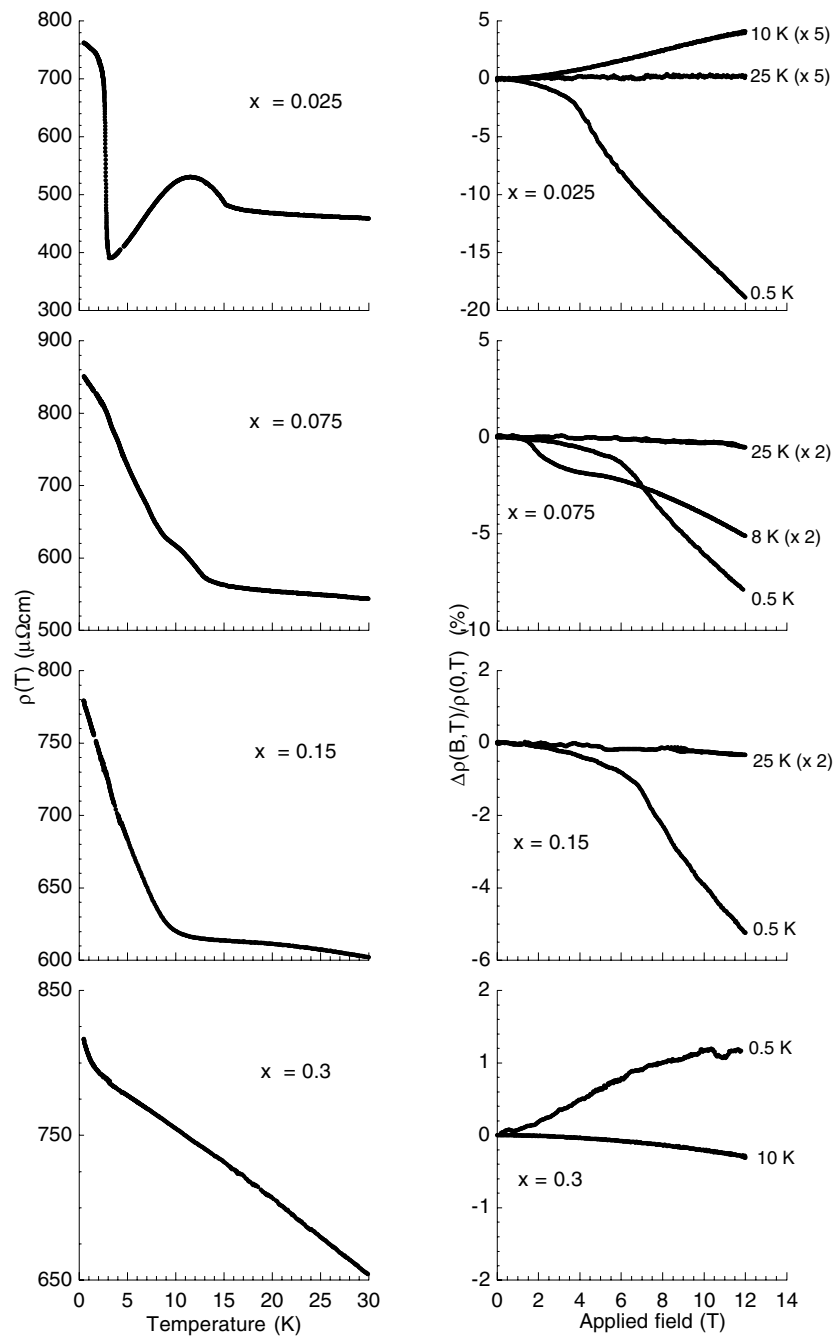 800
700
600
500
400
300
x = 0.025
5
0
-5
-10
-15
-20
10 K (x 5)
25 K (x 5)
x = 0.025
0.5 K
900
800
700
600
500
x = 0.075
5
0
-5
-10
25 K (x 2)
x = 0.075
8 K (x 2)
0.5 K
ρ(T) (μΩcm)
Δρ(B,T)/ρ(0,T) (%)
800
750
700
650
600
x = 0.15
2
0
-2
-4
-6
25 K (x 2)
x = 0.15
0.5 K
850
750
650
x = 0.3
0 5 10 15 20 25 30
Temperature (K)
2
1
0
-1
-2
0.5 K
10 K
x = 0.3
0 2 4 6 8 10 12 14
Applied field (T)